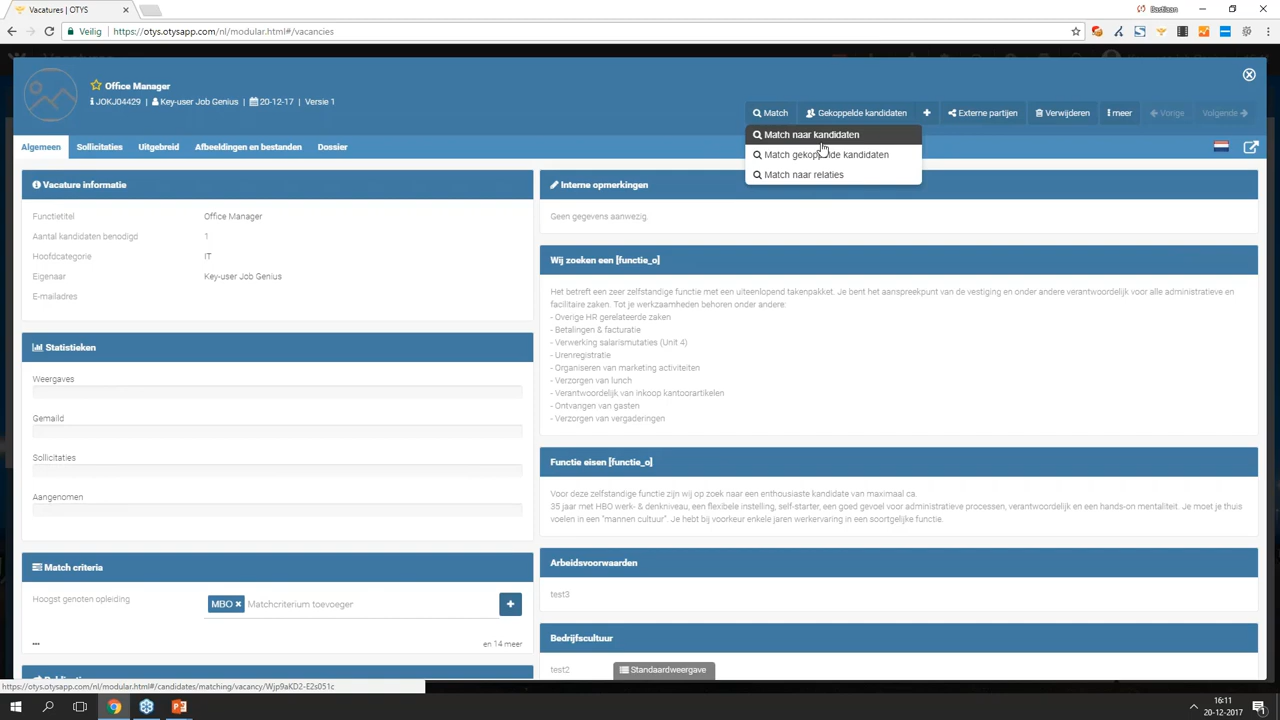 Vacatures | OTYS
Bastiaan
Veilig | https://otys.otysapp.com/nl/modular.html#/vacancies
Office Manager
JOKJ04429 | Key-user Job Genius | 20-12-17 | Versie 1
Match
Gekoppelde kandidaten
Externe partijen
Verwijderen
meer
Vorige
Volgende
Match naar kandidaten
Match gekoppelde kandidaten
Match naar relaties
Algemeen
Sollicitaties
Uitgebreid
Afbeeldingen en bestanden
Dossier
Vacature informatie
Functietitel Office Manager
Aantal kandidaten benodigd 1
Hoofdcategorie IT
Eigenaar Key-user Job Genius
E-mailadres
Statistieken
Weergaves
Gemaild
Sollicitaties
Aangenomen
Match criteria
Hoogst genoten opleiding MBO × Matchcriterium toevoegen
... en 14 meer
Interne opmerkingen
Geen gegevens aanwezig.
Wij zoeken een [functie_o]
Het betreft een zeer zelfstandige functie met een uiteenlopend takenpakket. Je bent het aanspreekpunt van de vestiging en onder andere verantwoordelijk voor alle administratieve en
facilitaire zaken. Tot je werkzaamheden behoren onder andere:
- Overige HR gerelateerde zaken
- Betalingen & facturatie
- Verwerking salarismutaties (Unit 4)
- Urenregistratie
- Organiseren van marketing activiteiten
- Verzorgen van lunch
- Verantwoordelijk van inkoop kantoorartikelen
- Ontvangen van gasten
- Verzorgen van vergaderingen
Functie eisen [functie_o]
Voor deze zelfstandige functie zijn wij op zoek naar een enthousiaste kandidate van maximaal ca.
35 jaar met HBO werk- & denkniveau, een flexibele instelling, self-starter, een goed gevoel voor administratieve processen, verantwoordelijk en een hands-on mentaliteit. Je moet je thuis
voelen in een "mannen cultuur". Je hebt bij voorkeur enkele jaren werkervaring in een soortgelijke functie.
Arbeidsvoorwaarden
test3
Bedrijfscultuur
test2
Standaardweergave
https://otys.otysapp.com/nl/modular.html#/candidates/matching/vacancy/Wjp9aKD2-E2s051c
16:11
20-12-2017